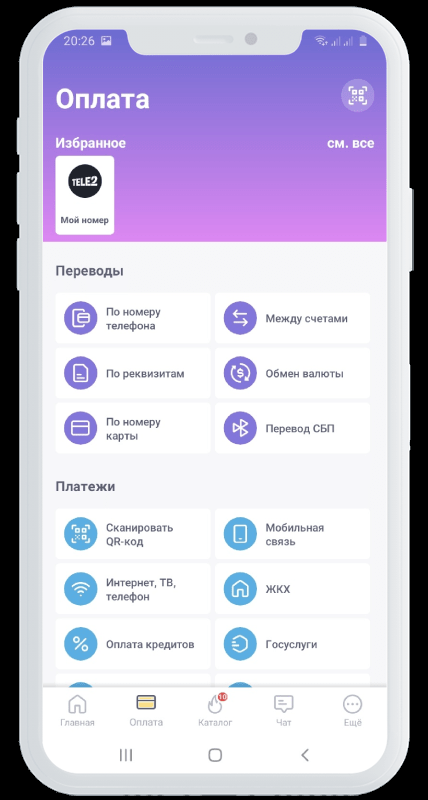 20:26
Оплата
Избранное
см. все
TELE2
Мой номер
Переводы
По номеру
телефона
Между счетами
По реквизитам
Обмен валюты
По номеру
карты
Перевод СБП
Платежи
Сканировать
QR-код
Мобильная
связь
Интернет, ТВ,
телефон
ЖКХ
Оплата кредитов
Госуслуги
10
Главная
Оплата
Каталог
Чат
Ещё